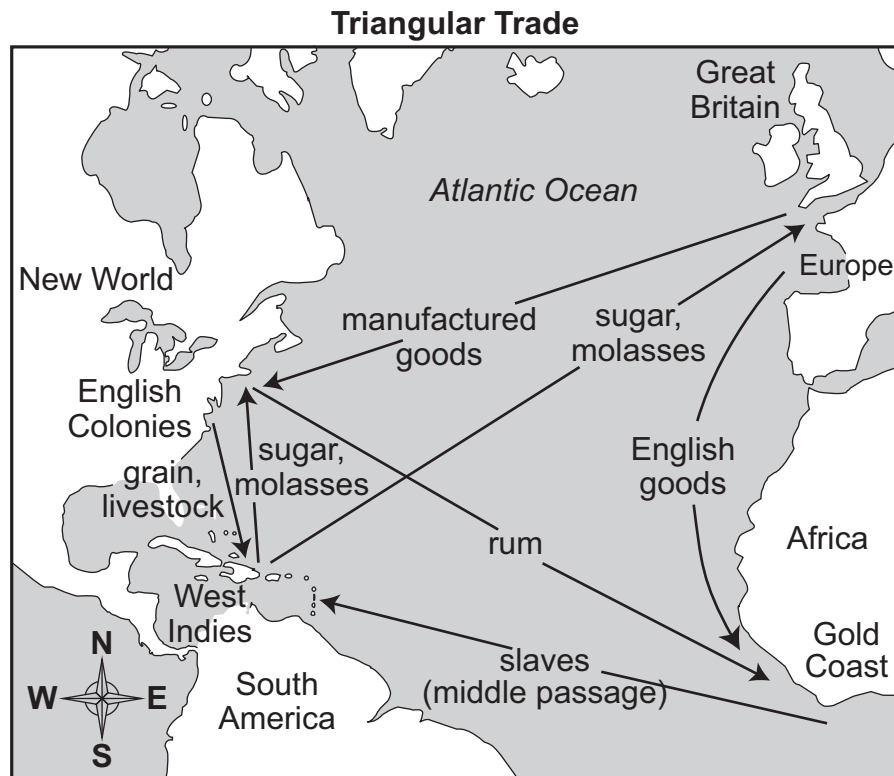 Triangular Trade
Great
Britain
Atlantic Ocean
New World
Europe
manufactured
goods
sugar,
molasses
English
Colonies
sugar,
molasses
grain,
livestock
English
goods
rum
Africa
West
Indies
Gold
Coast
slaves
(middle passage)
South
America
N
W
E
S